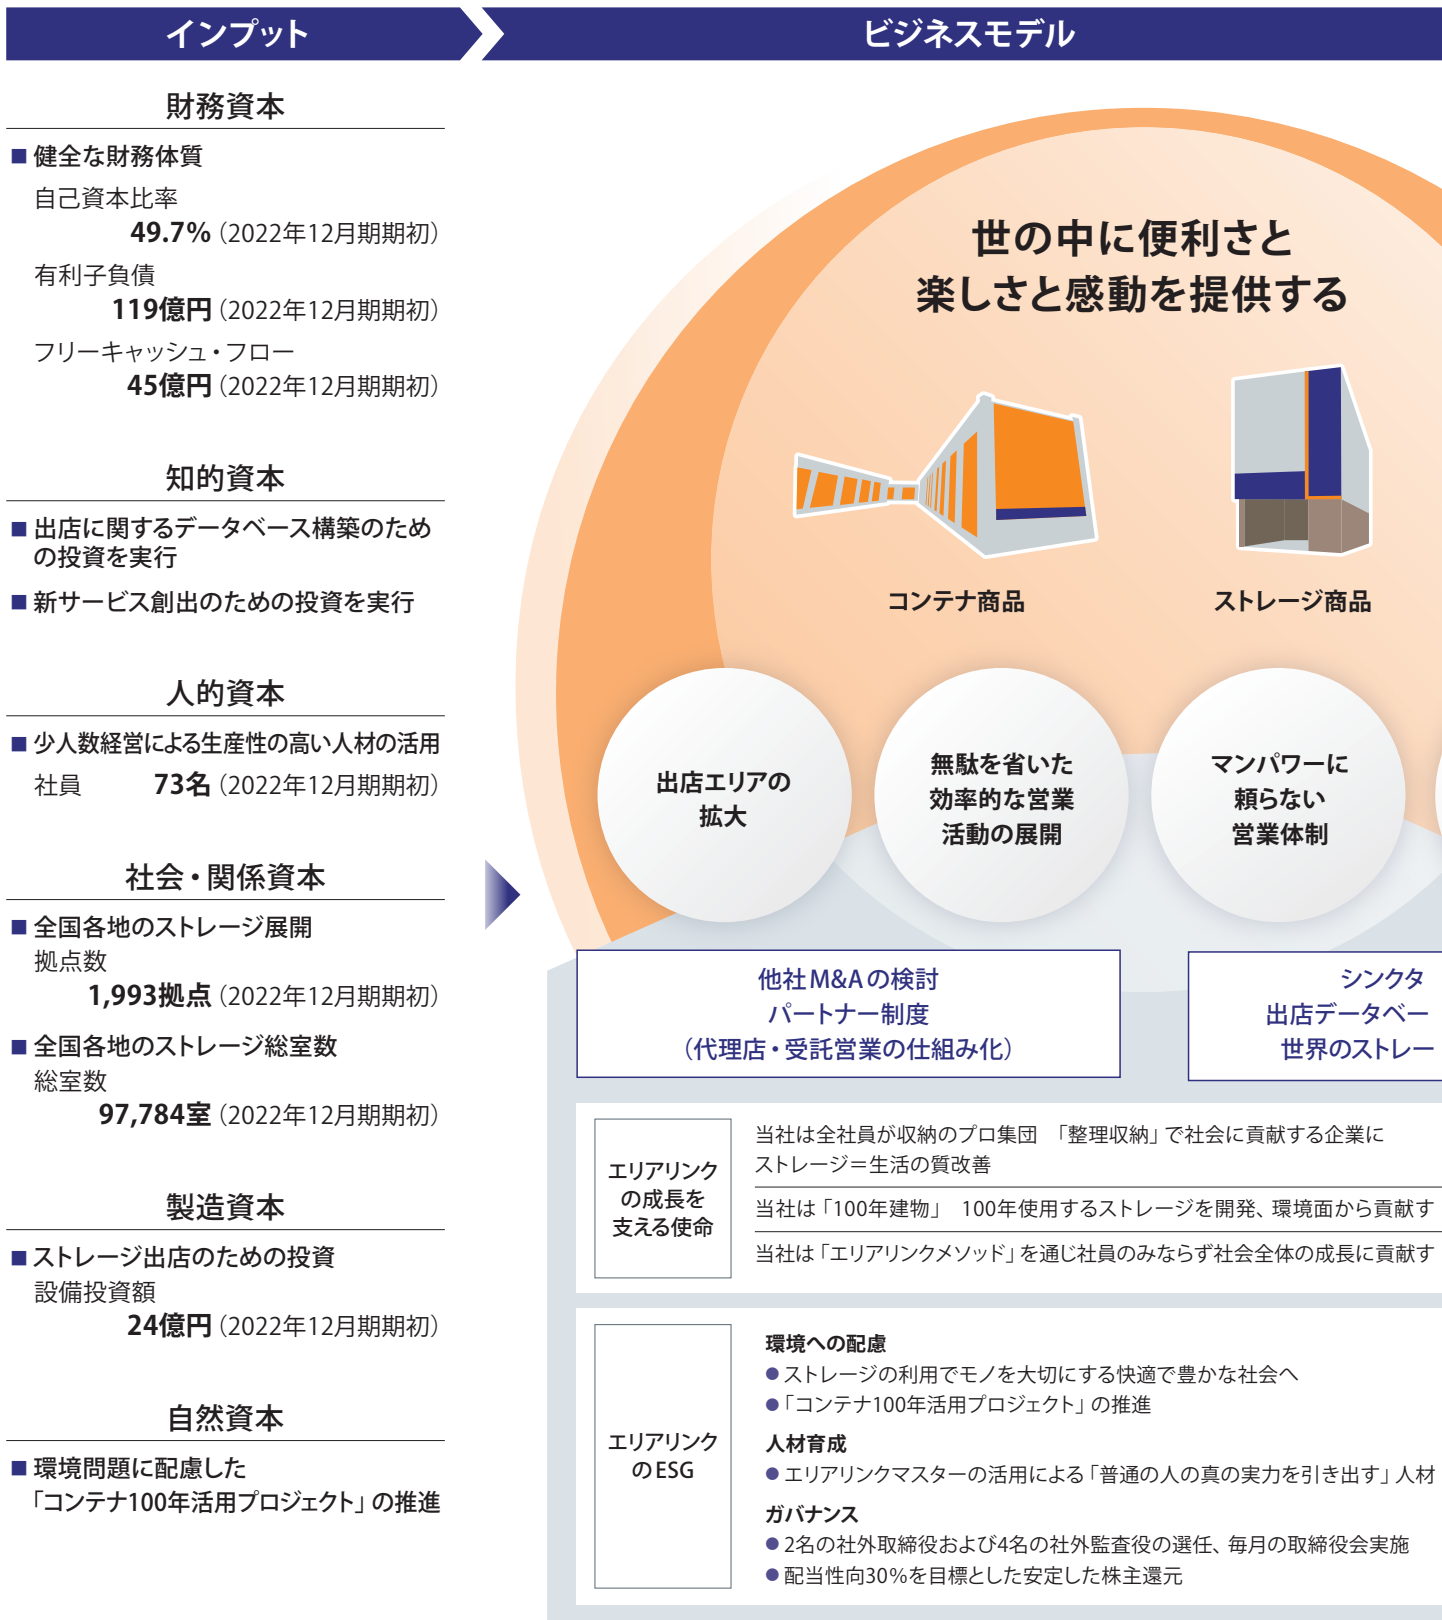 インプット
ビジネスモデル
財務資本
■ 健全な財務体質
自己資本比率
49.7%（2022年12月期期初）
有利子負債
119億円（2022年12月期期初）
フリーキャッシュ・フロー
45億円（2022年12月期期初）
知的資本
■ 出店に関するデータベース構築のため
の投資を実行
■ 新サービス創出のための投資を実行
人的資本
■ 少人数経営による生産性の高い人材の活用
社員 73名（2022年12月期期初）
社会・関係資本
■ 全国各地のストレージ展開
拠点数
1,993拠点（2022年12月期期初）
■ 全国各地のストレージ総室数
総室数
97,784室（2022年12月期期初）
製造資本
■ ストレージ出店のための投資
設備投資額
24億円（2022年12月期期初）
自然資本
■ 環境問題に配慮した
「コンテナ100年活用プロジェクト」の推進
世の中に便利さと
楽しさと感動を提供する
コンテナ商品
ストレージ商品
出店エリアの
拡大
無駄を省いた
効率的な営業
活動の展開
マンパワーに
頼らない
営業体制
他社M&Aの検討
パートナー制度
（代理店・受託営業の仕組み化）
シンクタ
出店データベー
世界のストレー
エリアリンク
の成長を
支える使命
当社は全社員が収納のプロ集団 「整理収納」で社会に貢献する企業に
ストレージ＝生活の質改善
当社は「100年建物」 100年使用するストレージを開発、環境面から貢献す
当社は「エリアリンクメソッド」を通じ社員のみならず社会全体の成長に貢献す
エリアリンク
のESG
環境への配慮
● ストレージの利用でモノを大切にする快適で豊かな社会へ
●「コンテナ100年活用プロジェクト」の推進
人材育成
● エリアリンクマスターの活用による「普通の人の真の実力を引き出す」人材
ガバナンス
● 2名の社外取締役および4名の社外監査役の選任、毎月の取締役会実施
● 配当性向30%を目標とした安定した株主還元